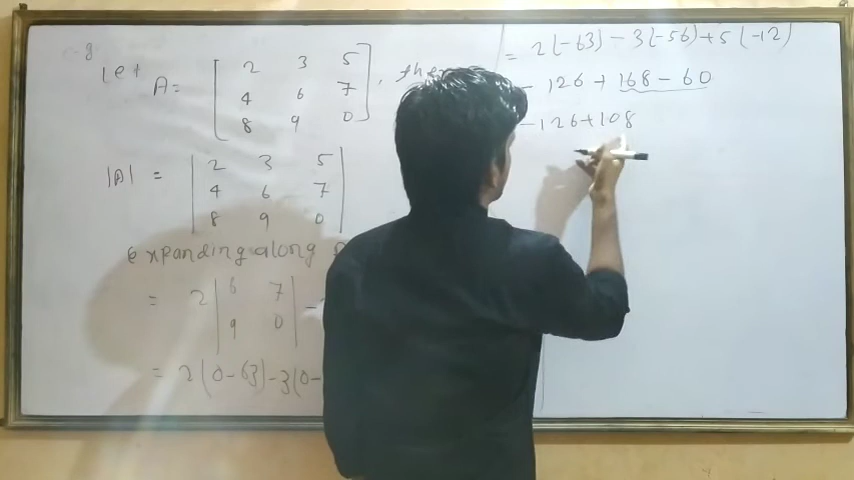 e-g
Let A = [ 2 3 5
4 6 7
8 9 0 ], the
|A| = | 2 3 5
4 6 7
8 9 0 |
expanding along
= 2 | 6 7
9 0 | -
= 2(0-63)-3(0-
= 2(-63) - 3(-56)+5(-12)
- 126 + 168 - 60
-126+108